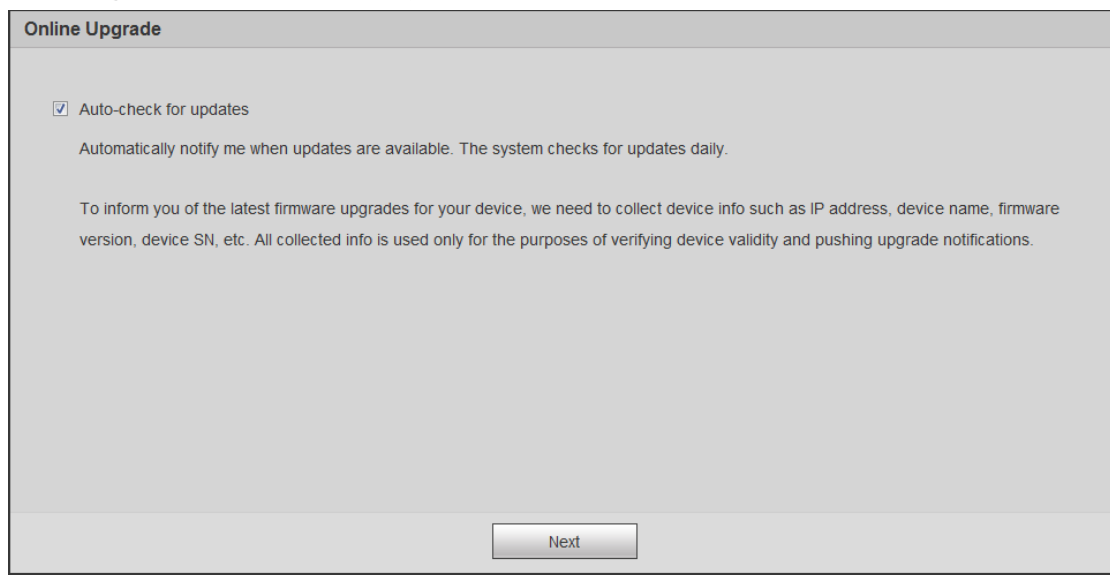 Online Upgrade
Auto-check for updates
Automatically notify me when updates are available. The system checks for updates daily.
To inform you of the latest firmware upgrades for your device, we need to collect device info such as IP address, device name, firmware
version, device SN, etc. All collected info is used only for the purposes of verifying device validity and pushing upgrade notifications.
Next